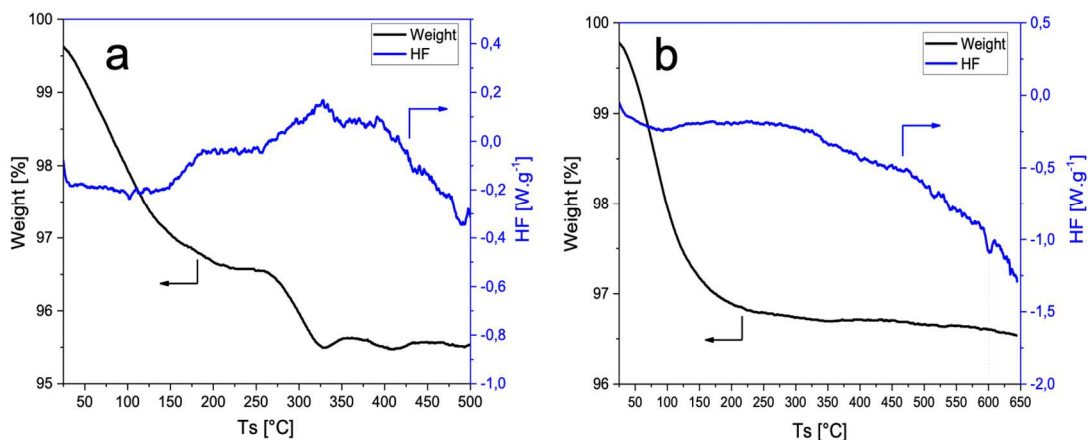 a
Weight
HF
100
99
98
97
96
95
Weight [%]
0,4
0,2
0,0
-0,2
-0,4
-0,6
-0,8
-1,0
HF [W.g-1)]
25 50 100 150 200 250 300 350 400 450 500
Ts [°C]
b
Weight
HF
100
99
98
97
96
Weight [%]
0,5
0,0
-0,5
-1,0
-1,5
-2,0
HF [W.g-1)]
25 50 100 150 200 250 300 350 400 450 500 550 600 650
Ts [°C]